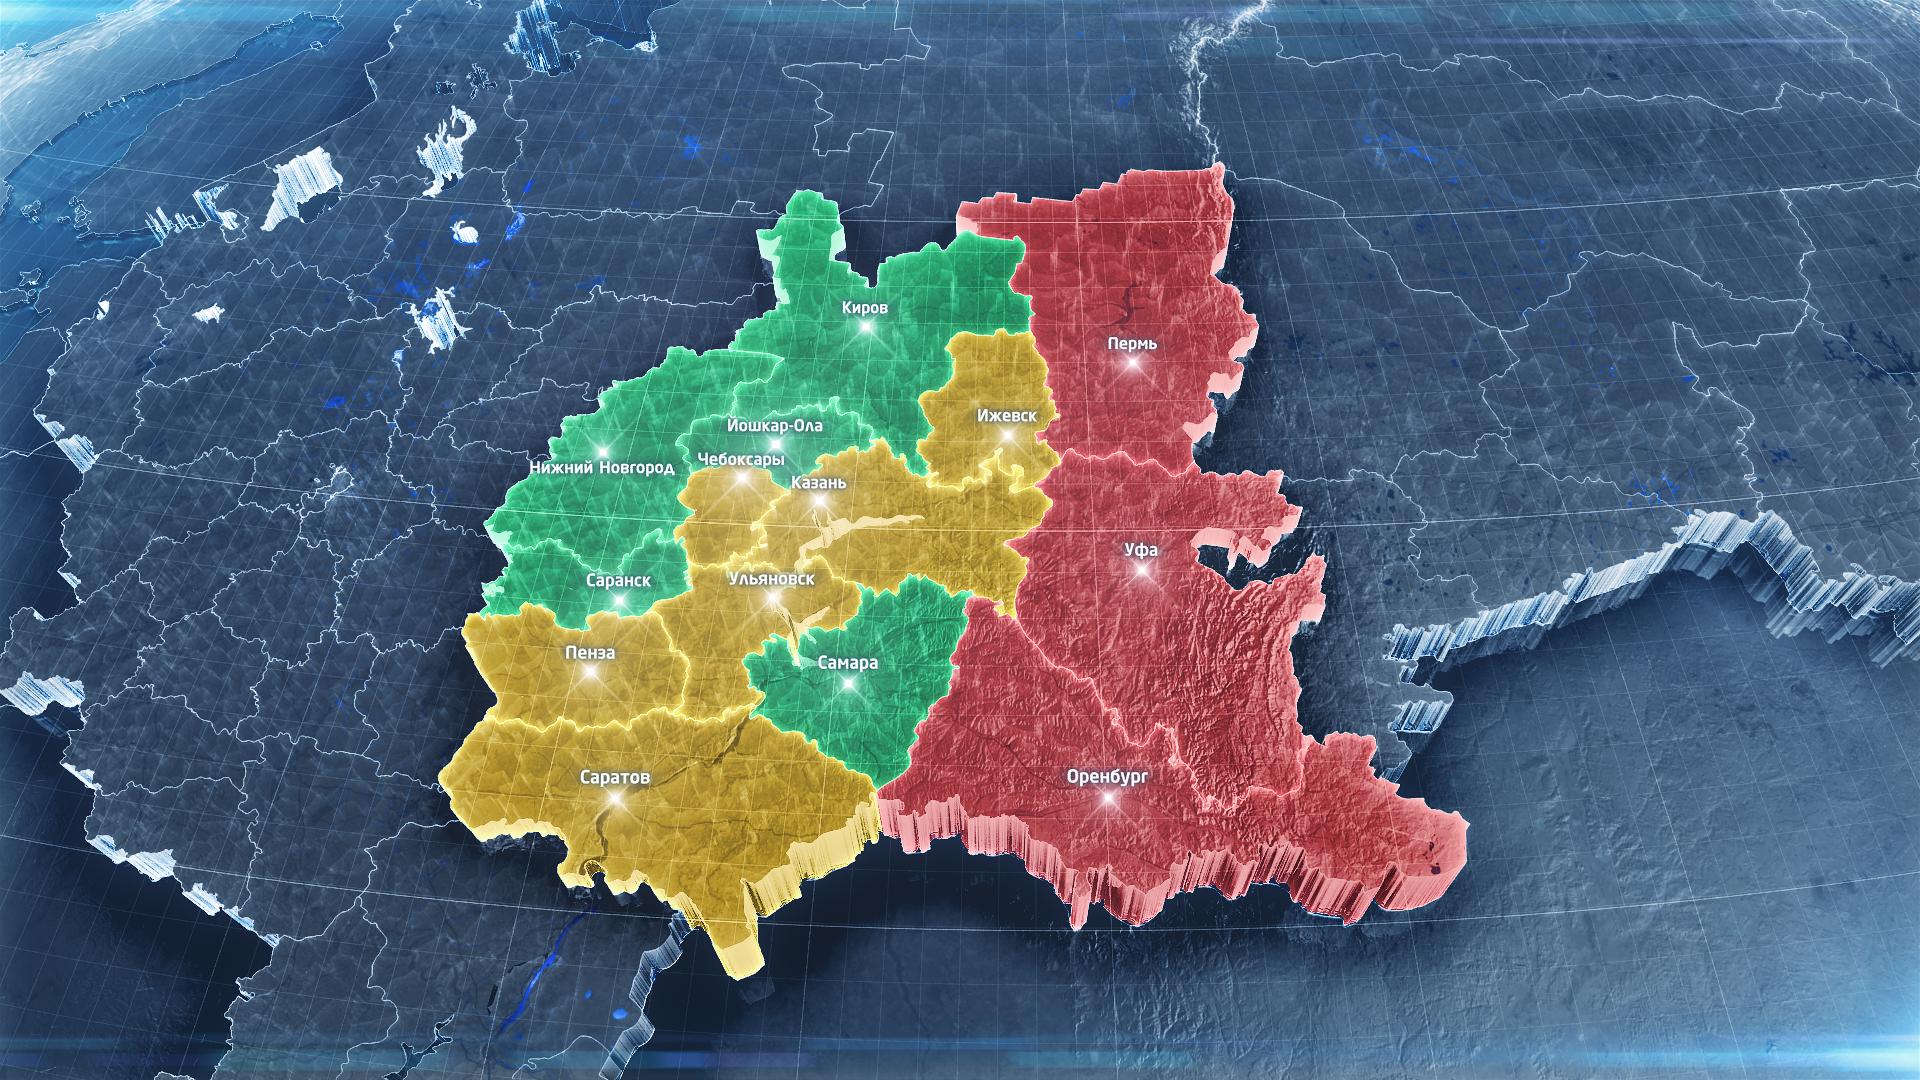 Киров
Пермь
Ижевск
Йошкар-Ола
Чебоксары
Нижний Новгород
Казань
Уфа
Саранск
Ульяновск
Пенза
Самара
Саратов
Оренбург